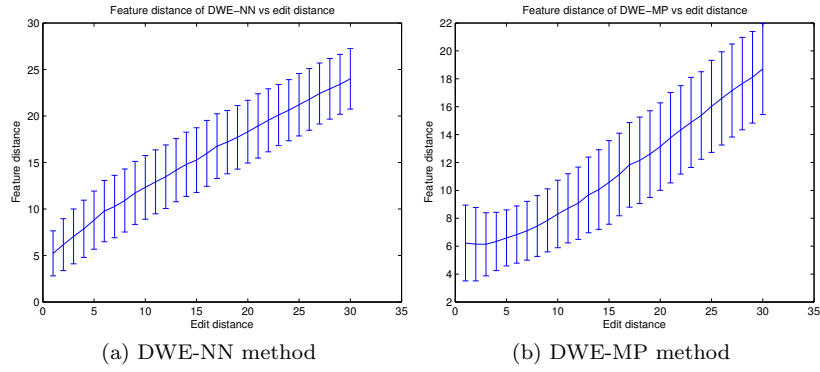 Feature distance of DWE−NN vs edit distance
30
25
20
15
10
5
0
Feature distance
0 5 10 15 20 25 30 35
Edit distance
(a) DWE-NN method
Feature distance of DWE−MP vs edit distance
22
20
18
16
14
12
10
8
6
4
2
Feature distance
0 5 10 15 20 25 30 35
Edit distance
(b) DWE-MP method